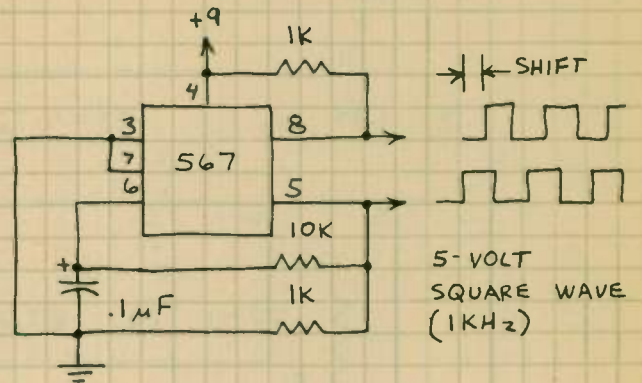 +9
1K
SHIFT
4
3
8
7
567
6
5
10K
+
.1µF
1K
5-VOLT
SQUARE WAVE
(1KHz)